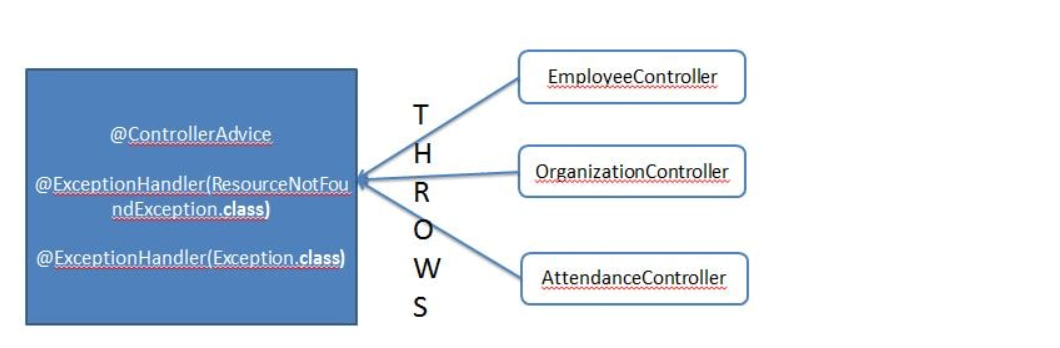 @ControllerAdvice
@ExceptionHandler(ResourceNotFou
ndException.class)
@ExceptionHandler(Exception.class)
T
H
R
O
W
S
EmployeeController
OrganizationController
AttendanceController